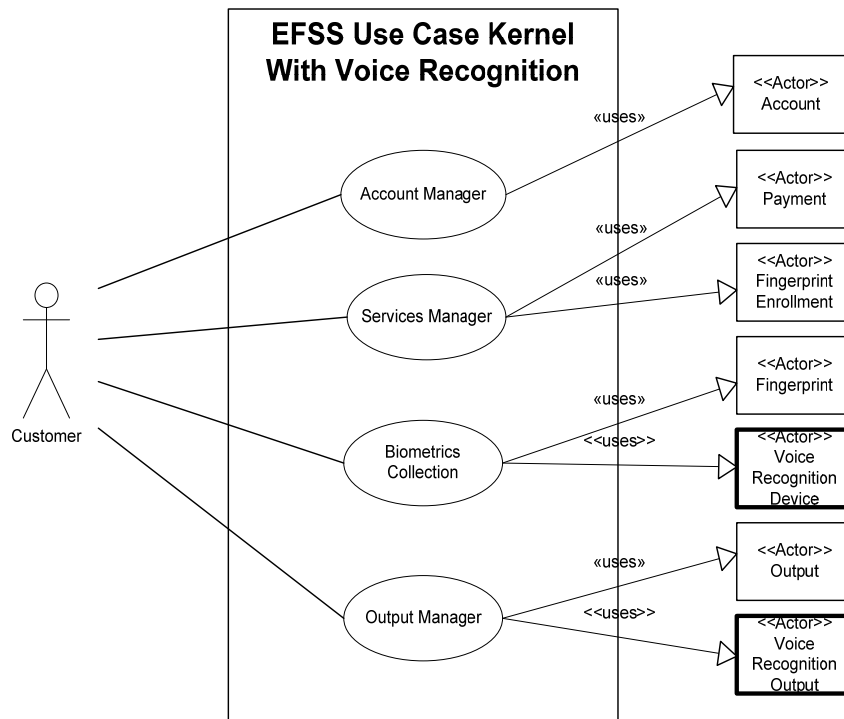 EFSS Use Case Kernel
With Voice Recognition
<<Actor>>
Account
«uses»
Account Manager
<<Actor>>
Payment
«uses»
<<Actor>>
Fingerprint
Enrollment
«uses»
Services Manager
Customer
<<Actor>>
Fingerprint
«uses»
<<uses>>
Biometrics
Collection
<<Actor>>
Voice
Recognition
Device
<<Actor>>
Output
«uses»
<<uses>>
Output Manager
<<Actor>>
Voice
Recognition
Output